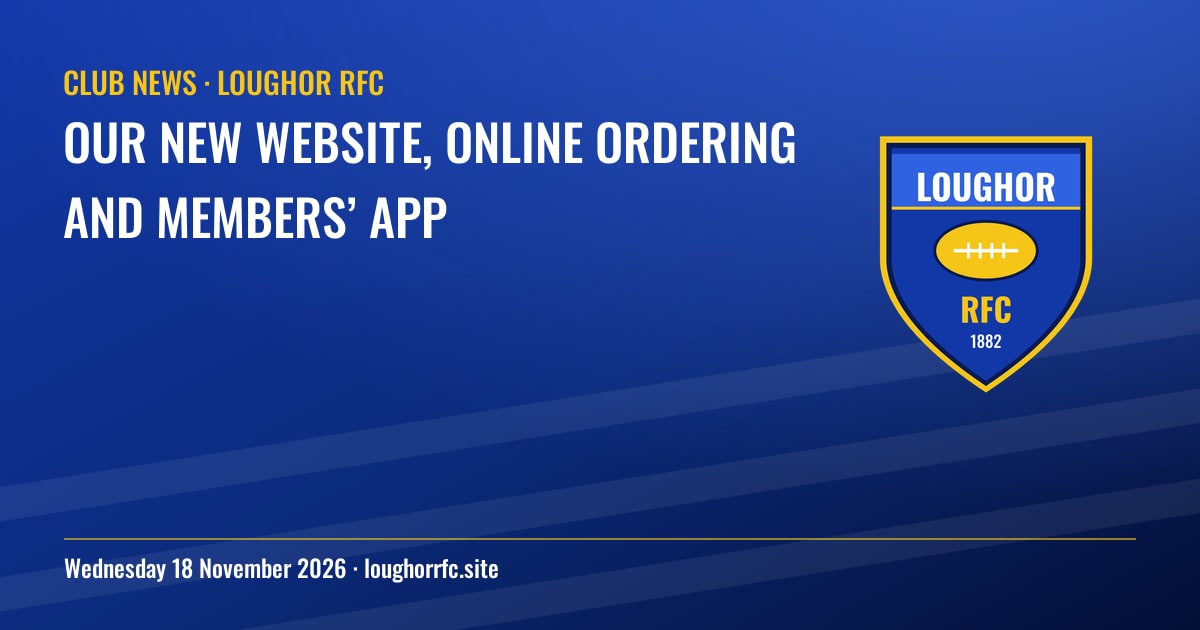 CLUB NEWS · LOUGHOR RFC
OUR NEW WEBSITE, ONLINE ORDERING
AND MEMBERS’ APP
LOUGHOR
RFC
1882
Wednesday 18 November 2026 · loughorrfc.site